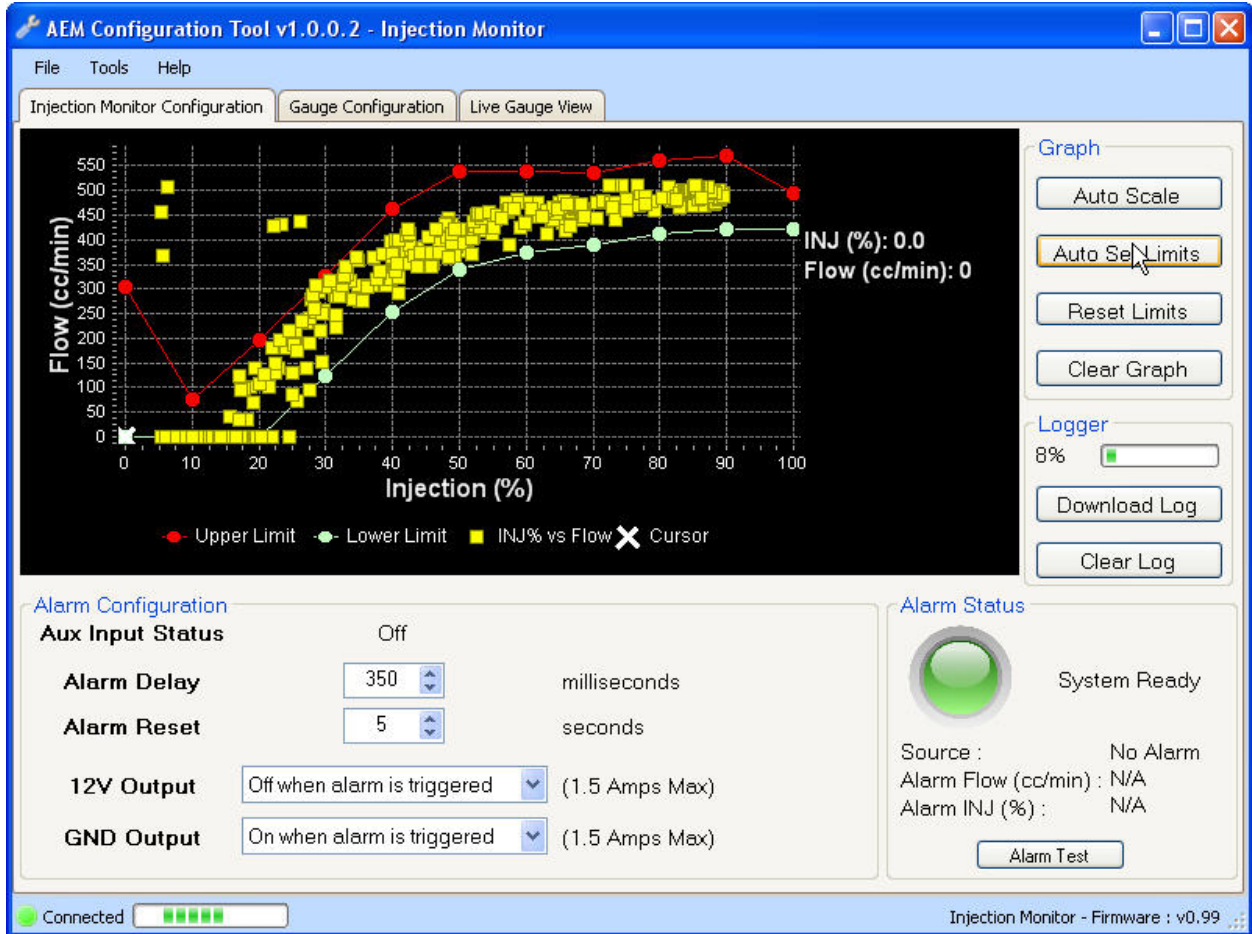 AEM Configuration Tool v1.0.0.2 - Injection Monitor
File Tools Help
Injection Monitor Configuration Gauge Configuration Live Gauge View
Flow (cc/min)
550
500
450
400
350
300
250
200
150
100
50
0
0 10 20 30 40 50 60 70 80 90 100
Injection (%)
INJ (%): 0.0
Flow (cc/min): 0
Upper Limit Lower Limit INJ% vs Flow Cursor
Graph
Auto Scale
Auto Set Limits
Reset Limits
Clear Graph
Logger
8%
Download Log
Clear Log
Alarm Configuration
Aux Input Status Off
Alarm Delay 350 milliseconds
Alarm Reset 5 seconds
12V Output Off when alarm is triggered (1.5 Amps Max)
GND Output On when alarm is triggered (1.5 Amps Max)
Alarm Status
System Ready
Source : No Alarm
Alarm Flow (cc/min) : N/A
Alarm INJ (%) : N/A
Alarm Test
Connected
Injection Monitor - Firmware : v0.99